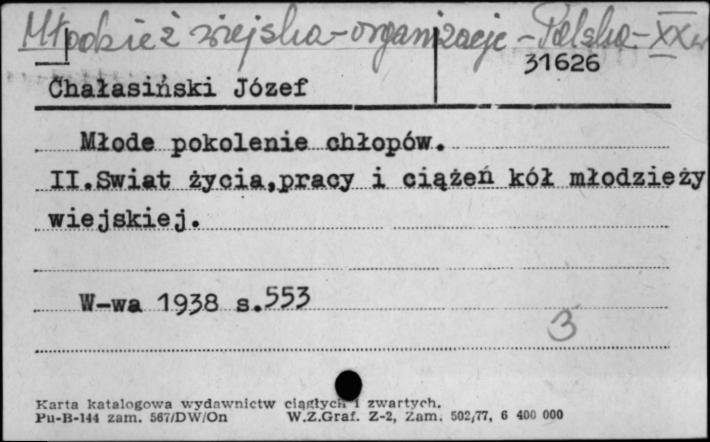 Młodzież wiejska - organizacje - Polska - XX w
31626
Chałasiński Józef
Młode pokolenie chłopów.
II.Swiat życia,pracy i ciążeń kół młodzieży
wiejskiej.
W-wa 1938 s.553
3
Karta katalogowa wydawnictw ciągłych i zwartych.
Pu-B-144 zam. 567/DW/On W.Z.Graf. Z-2, Zam. 502/77, 6 400 000